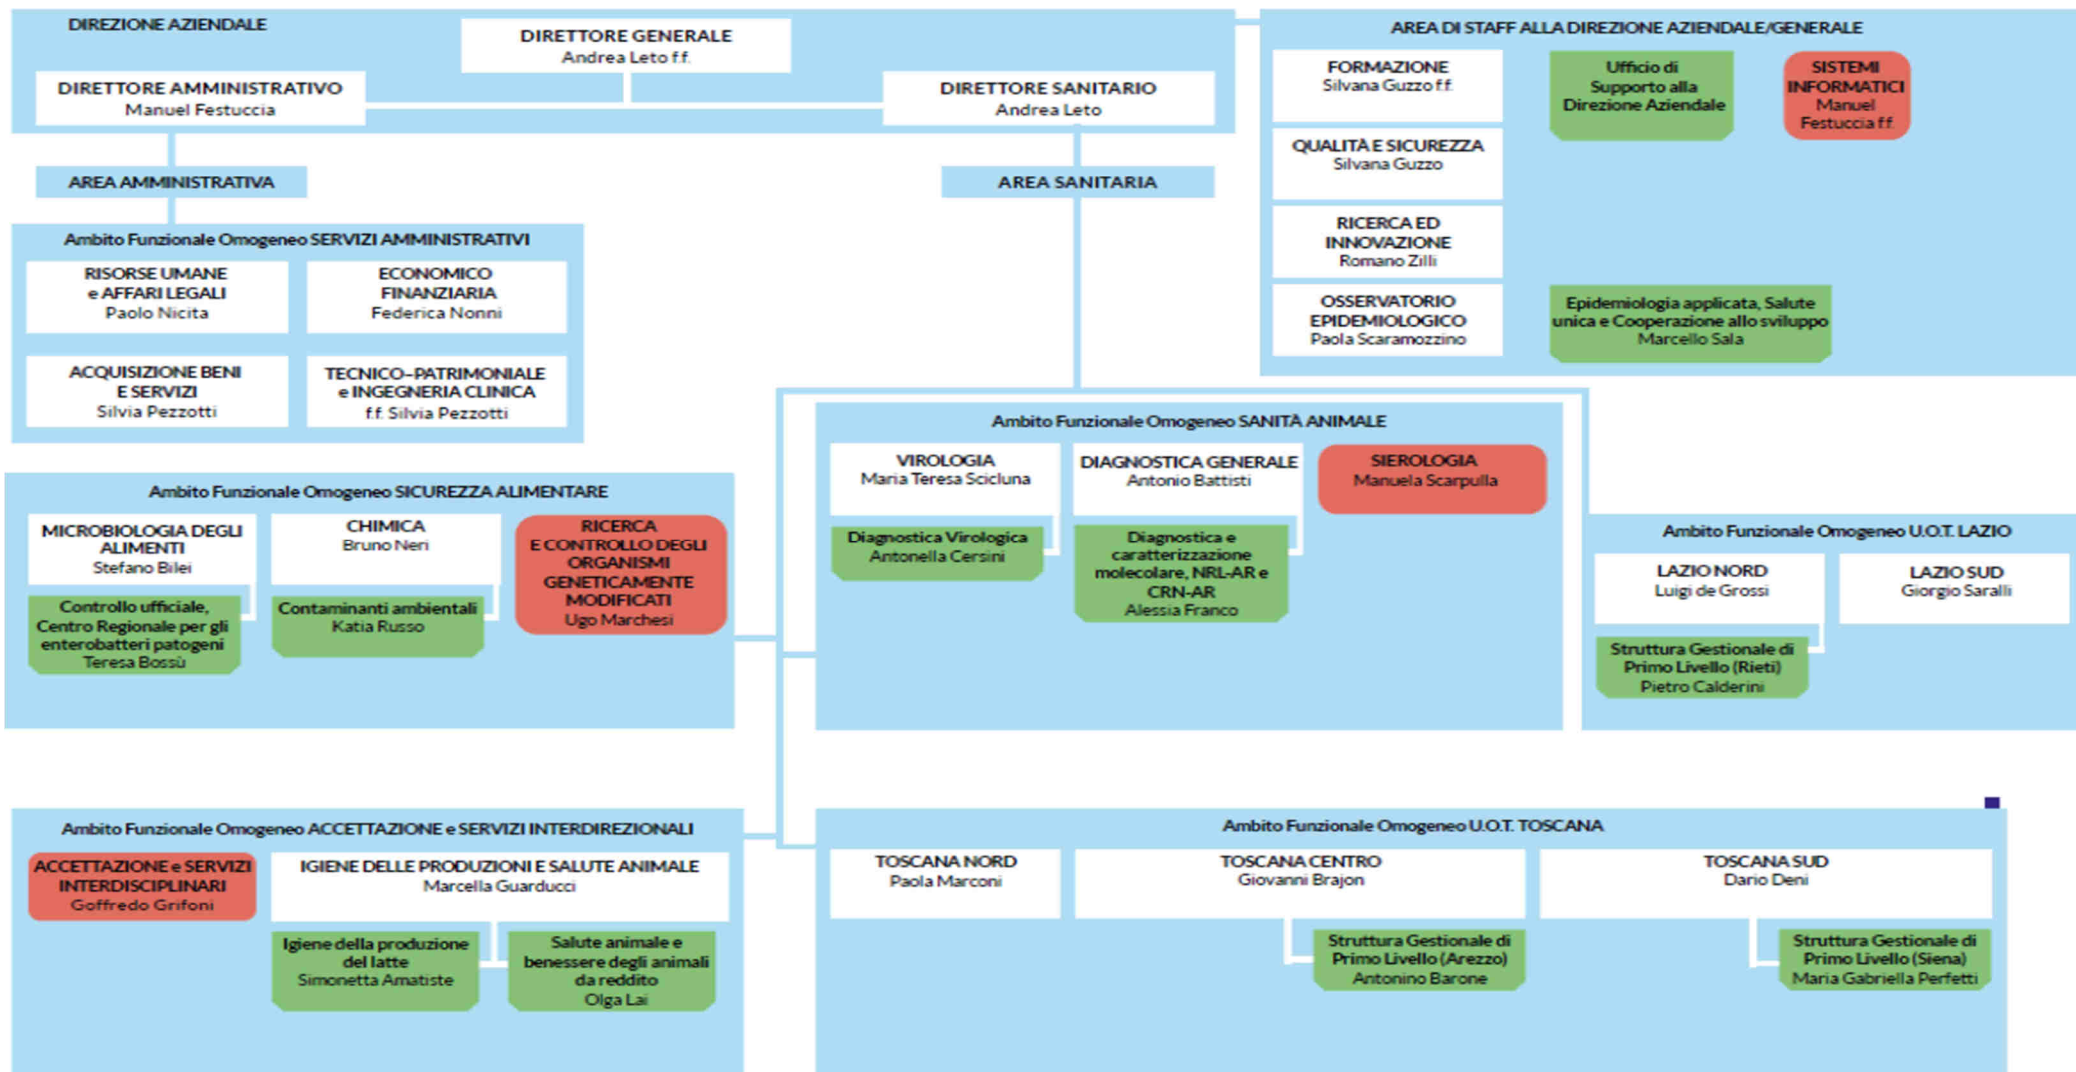 DIREZIONE AZIENDALE
DIRETTORE GENERALE
Andrea Leto f.f.
DIRETTORE AMMINISTRATIVO
Manuel Festuccia
DIRETTORE SANITARIO
Andrea Leto
AREA AMMINISTRATIVA
AREA SANITARIA
AREA DI STAFF ALLA DIREZIONE AZIENDALE/GENERALE
FORMAZIONE
Silvana Guzzo f.f.
Ufficio di
Supporto alla
Direzione Aziendale
SISTEMI
INFORMATICI
Manuel
Festuccia f.f.
QUALITÀ E SICUREZZA
Silvana Guzzo
RICERCA ED
INNOVAZIONE
Romano Zilli
OSSERVATORIO
EPIDEMIOLOGICO
Paola Scaramozzino
Epidemiologia applicata, Salute
unica e Cooperazione allo sviluppo
Marcello Sala
Ambito Funzionale Omogeneo SERVIZI AMMINISTRATIVI
RISORSE UMANE
e AFFARI LEGALI
Paolo Nicita
ECONOMICO
FINANZIARIA
Federica Nonni
ACQUISIZIONE BENI
E SERVIZI
Silvia Pezzotti
TECNICO-PATRIMONIALE
e INGEGNERIA CLINICA
f.f. Silvia Pezzotti
Ambito Funzionale Omogeneo SICUREZZA ALIMENTARE
MICROBIOLOGIA DEGLI
ALIMENTI
Stefano Bilei
CHIMICA
Bruno Neri
RICERCA
E CONTROLLO DEGLI
ORGANISMI
GENETICAMENTE
MODIFICATI
Ugo Marchesi
Controllo ufficiale,
Centro Regionale per gli
enterobatteri patogeni
Teresa Bossù
Contaminanti ambientali
Katia Russo
Ambito Funzionale Omogeneo SANITÀ ANIMALE
VIROLOGIA
Maria Teresa Scicluna
DIAGNOSTICA GENERALE
Antonio Battisti
SIEROLOGIA
Manuela Scarpulla
Diagnostica Virologica
Antonella Cersini
Diagnostica e
caratterizzazione
molecolare, NRL-AR e
CRN-AR
Alessia Franco
Ambito Funzionale Omogeneo U.O.T. LAZIO
LAZIO NORD
Luigi de Grossi
LAZIO SUD
Giorgio Saralli
Struttura Gestionale di
Primo Livello (Rieti)
Pietro Calderini
Ambito Funzionale Omogeneo ACCETTAZIONE e SERVIZI INTERDIREZIONALI
ACCETTAZIONE e SERVIZI
INTERDISCIPLINARI
Goffredo Grifoni
IGIENE DELLE PRODUZIONI E SALUTE ANIMALE
Marcella Guarducci
Igiene della produzione
del latte
Simonetta Amatiste
Salute animale e
benessere degli animali
da reddito
Olga Lai
Ambito Funzionale Omogeneo U.O.T. TOSCANA
TOSCANA NORD
Paola Marconi
TOSCANA CENTRO
Giovanni Brajon
TOSCANA SUD
Dario Deni
Struttura Gestionale di
Primo Livello (Arezzo)
Antonino Barone
Struttura Gestionale di
Primo Livello (Siena)
Maria Gabriella Perfetti